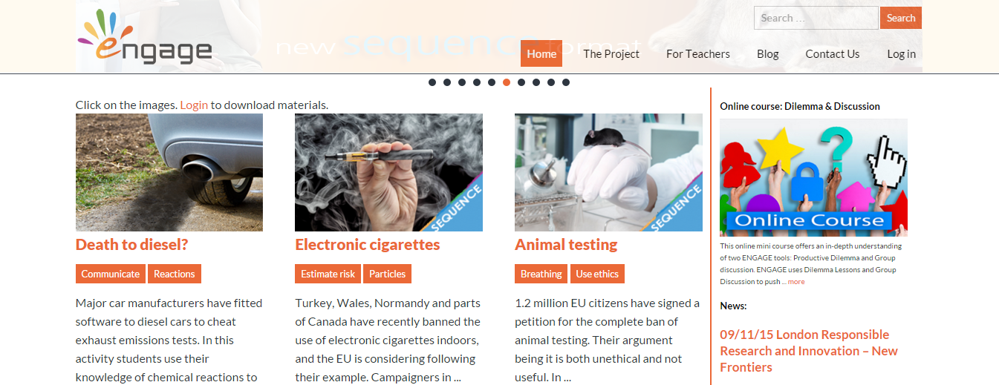 engage
Search ...
Search
new sequence format
Home
The Project
For Teachers
Blog
Contact Us
Log in
Click on the images. Login to download materials.
Death to diesel?
Communicate
Reactions
Major car manufacturers have fitted
software to diesel cars to cheat
exhaust emissions tests. In this
activity students use their
knowledge of chemical reactions to
SEQUENCE
Electronic cigarettes
Estimate risk
Particles
Turkey, Wales, Normandy and parts
of Canada have recently banned the
use of electronic cigarettes indoors,
and the EU is considering following
their example. Campaigners in ...
SEQUENCE
Animal testing
Breathing
Use ethics
1.2 million EU citizens have signed a
petition for the complete ban of
animal testing. Their argument
being it is both unethical and not
useful. In ...
Online course: Dilemma & Discussion
?
Online Course
This online mini course offers an in-depth understanding
of two ENGAGE tools: Productive Dilemma and Group
discussion. ENGAGE uses Dilemma Lessons and Group
Discussion to push ... more
News:
09/11/15 London Responsible
Research and Innovation – New
Frontiers